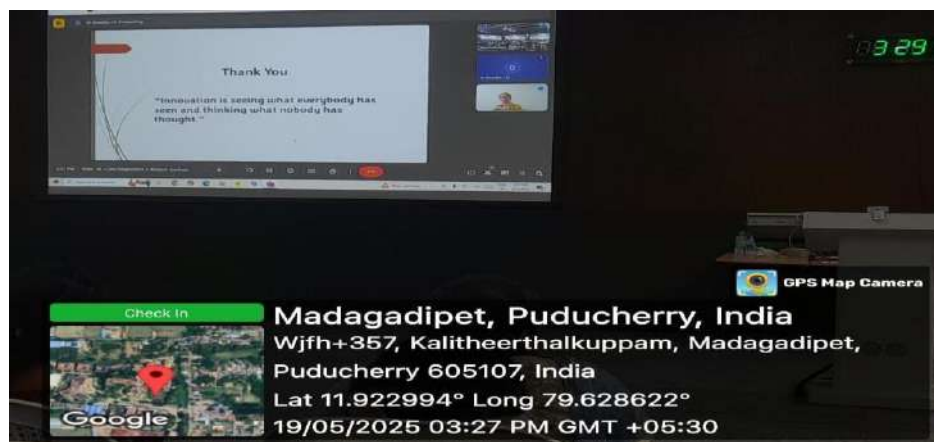 Thank You
"Innovation is seeing what everybody has
seen and thinking what nobody has
thought."
3 29
GPS Map Camera
Check In
Google
Madagadipet, Puducherry, India
Wjfh+357, Kalitheerthalkuppam, Madagadipet,
Puducherry 605107, India
Lat 11.922994° Long 79.628622°
19/05/2025 03:27 PM GMT +05:30